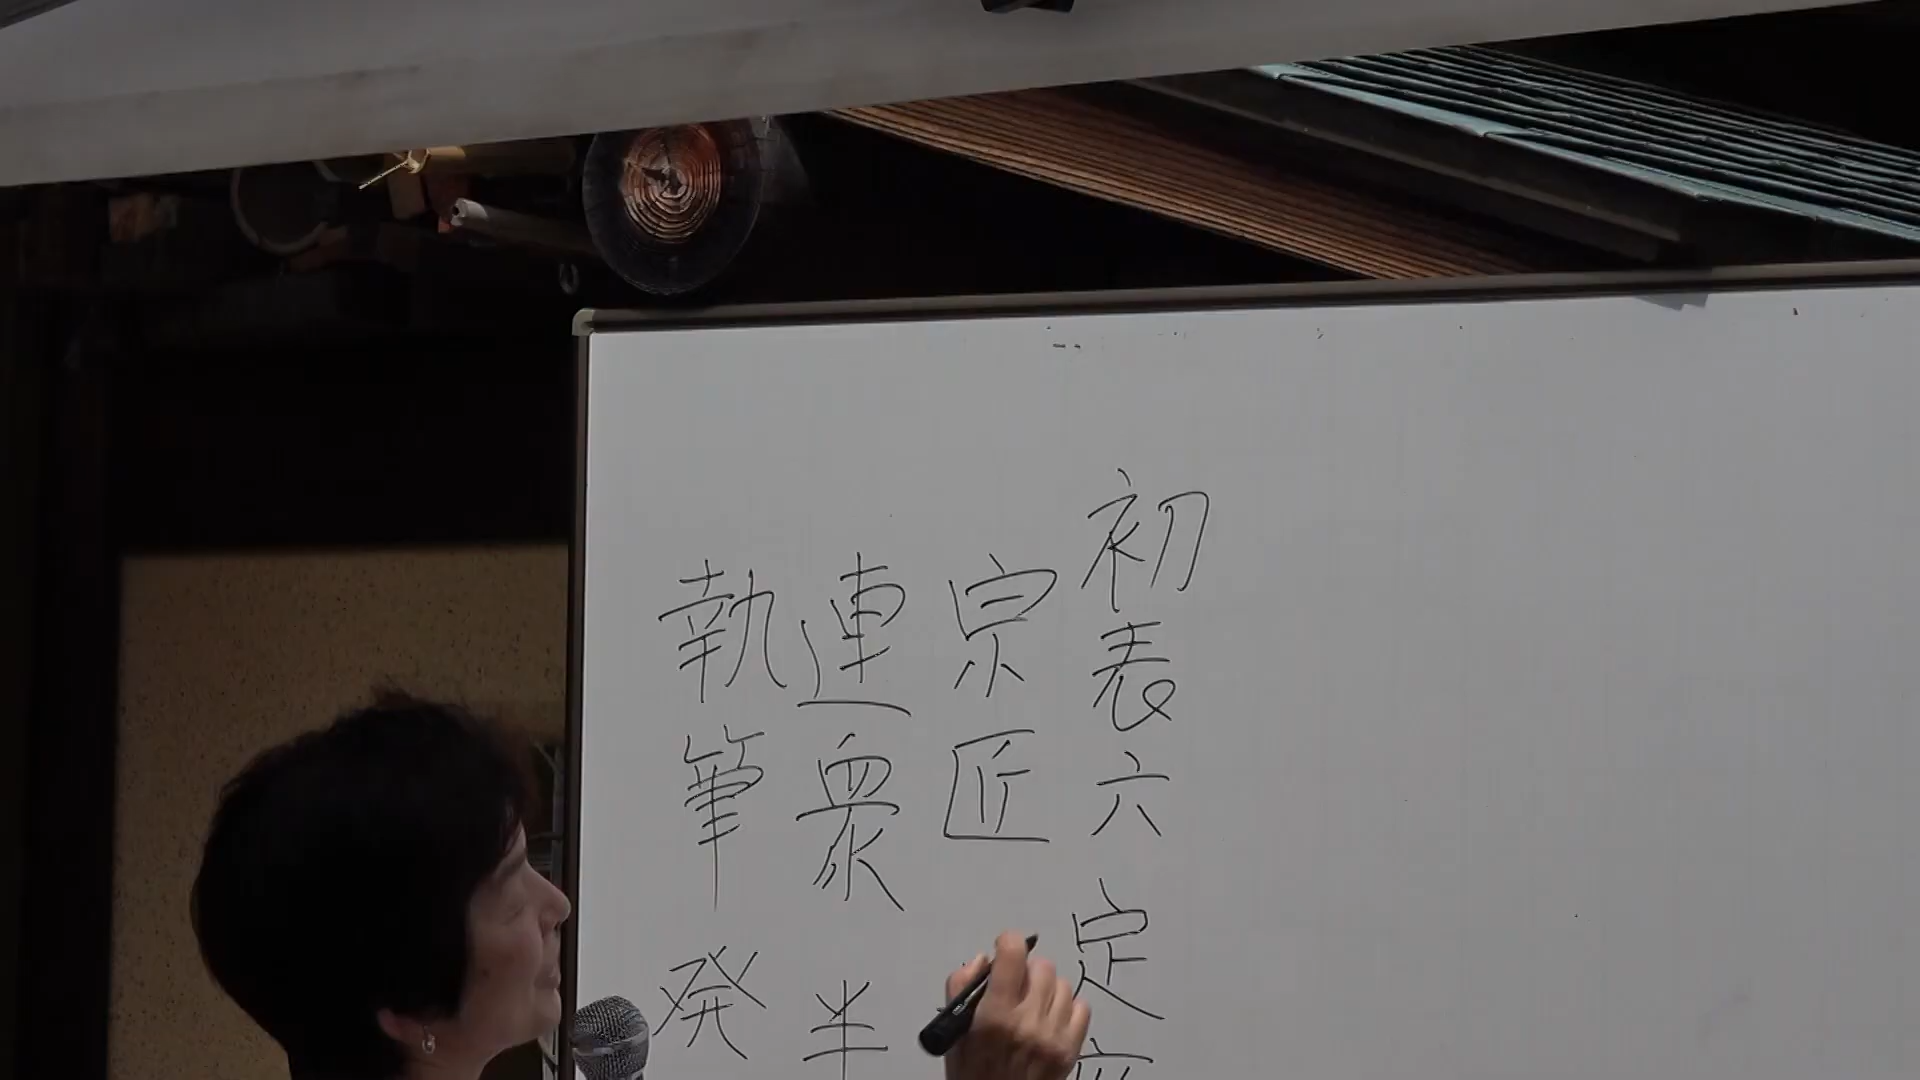 初表六 定座
宗匠
連衆 半
執筆 発